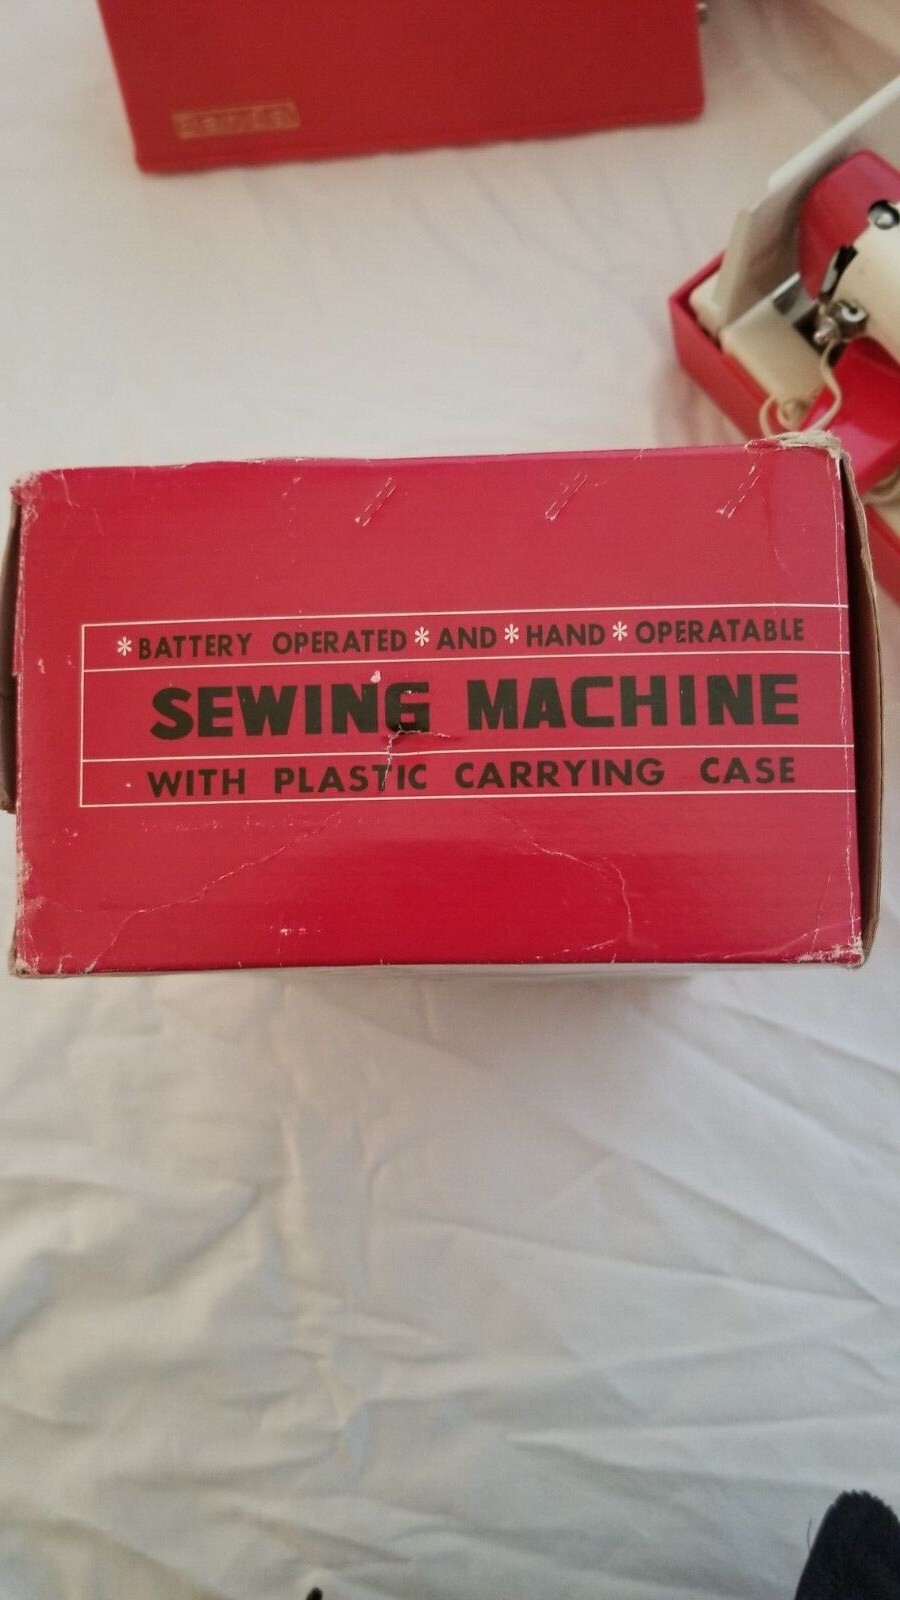 *BATTERY OPERATED*AND*HAND*OPERATABLE
SEWING MACHINE
WITH PLASTIC CARRYING CASE